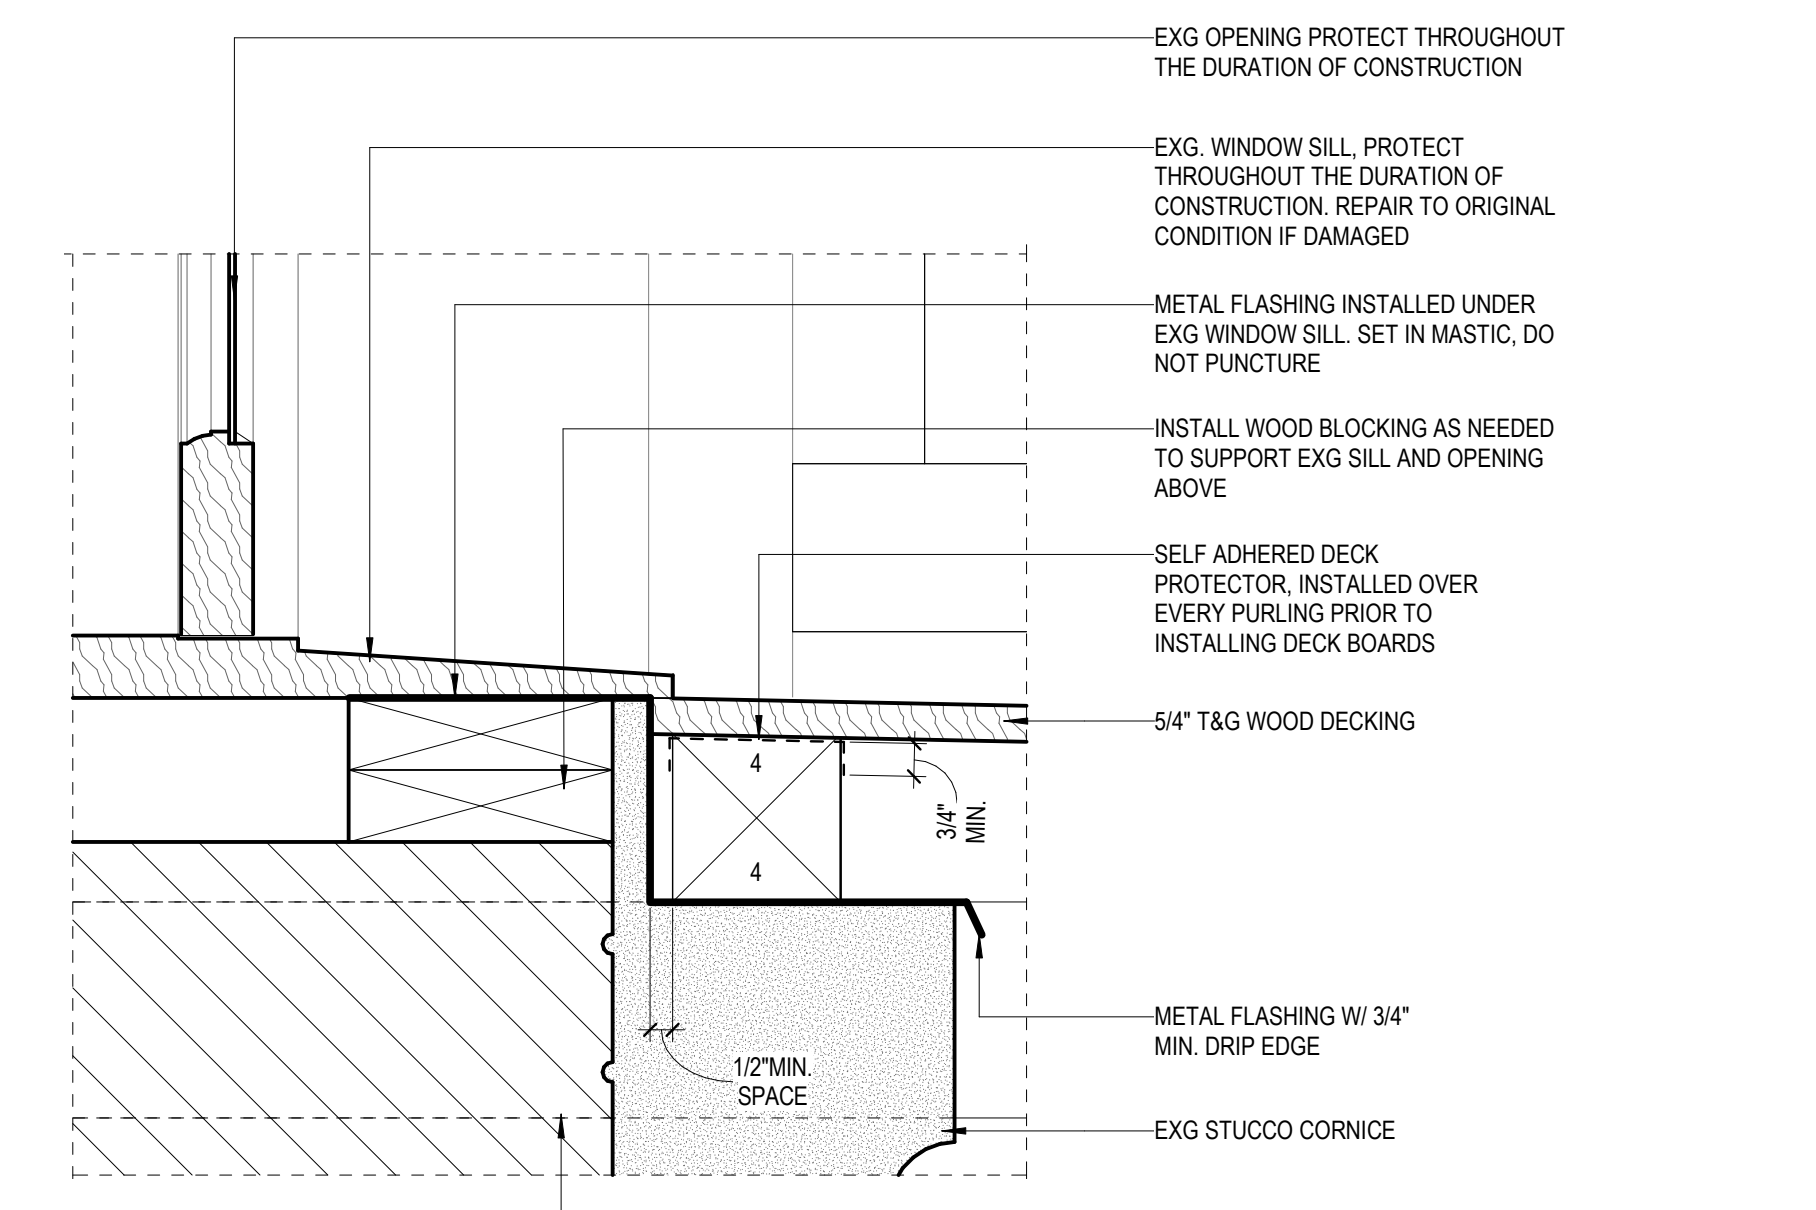 EXG OPENING PROTECT THROUGHOUT
THE DURATION OF CONSTRUCTION
EXG. WINDOW SILL, PROTECT
THROUGHOUT THE DURATION OF
CONSTRUCTION. REPAIR TO ORIGINAL
CONDITION IF DAMAGED
METAL FLASHING INSTALLED UNDER
EXG WINDOW SILL. SET IN MASTIC, DO
NOT PUNCTURE
INSTALL WOOD BLOCKING AS NEEDED
TO SUPPORT EXG SILL AND OPENING
ABOVE
SELF ADHERED DECK
PROTECTOR, INSTALLED OVER
EVERY PURLING PRIOR TO
INSTALLING DECK BOARDS
5/4" T&G WOOD DECKING
4
3/4"
MIN.
4
METAL FLASHING W/ 3/4"
MIN. DRIP EDGE
1/2"MIN.
SPACE
EXG STUCCO CORNICE